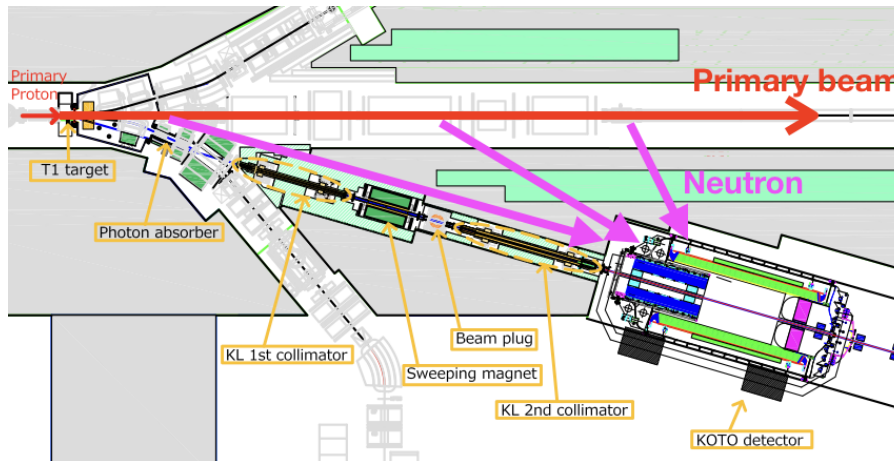 Primary
Proton
Primary beam
T1 target
Neutron
Photon absorber
KL 1st collimator
Beam plug
Sweeping magnet
KL 2nd collimator
KOTO detector